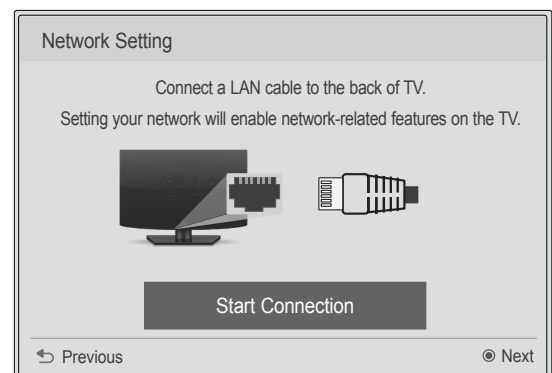 Network Setting
Connect a LAN cable to the back of TV.
Setting your network will enable network-related features on the TV.
LG
Start Connection
Previous
Next